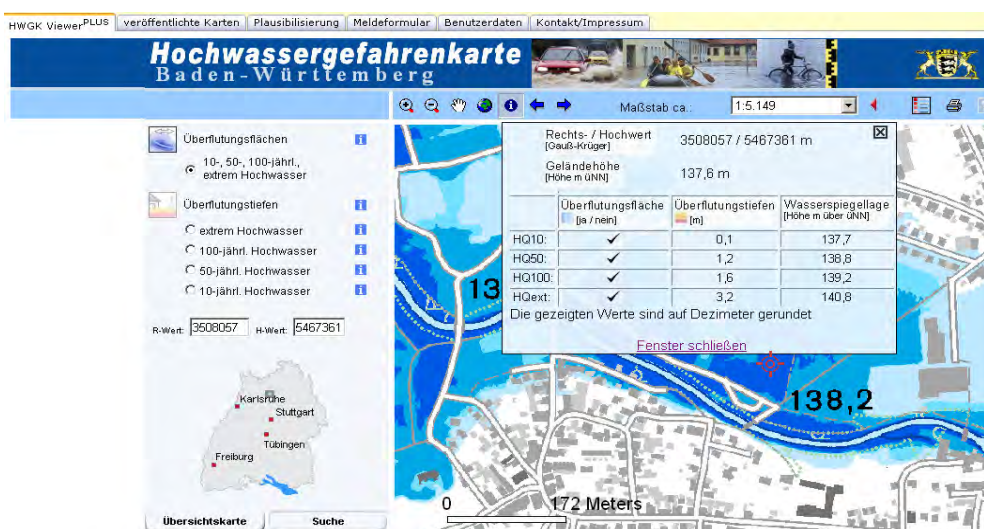 HWGK Viewer PLUS veröffentlichte Karten Plausibilisierung Meldeformular Benutzerdaten Kontakt/Impressum
Hochwassergefahrenkarte
Baden-Württemberg
Maßstab ca.: 1:5.149
Überflutungsflächen
10-, 50-, 100-jährl.,
extrem Hochwasser
Überflutungstiefen
extrem Hochwasser
100-jährl. Hochwasser
50-jährl. Hochwasser
10-jährl. Hochwasser
R-Wert: 3508057 H-Wert: 5467361
Karlsruhe
Stuttgart
Tübingen
Freiburg
Übersichtskarte Suche
Rechts- / Hochwert 3508057 / 5467361 m
[Gauß-Krüger]
Geländehöhe 137,6 m
[Höhe m üNN]
Überflutungsfläche Überflutungstiefen Wasserspiegellage
[ja / nein] [m] [Höhe m über üNN]
HQ10: ✓ 0,1 137,7
HQ50: ✓ 1,2 138,8
HQ100: ✓ 1,6 139,2
HQext: ✓ 3,2 140,8
Die gezeigten Werte sind auf Dezimeter gerundet
Fenster schließen
13
138,2
0 172 Meters